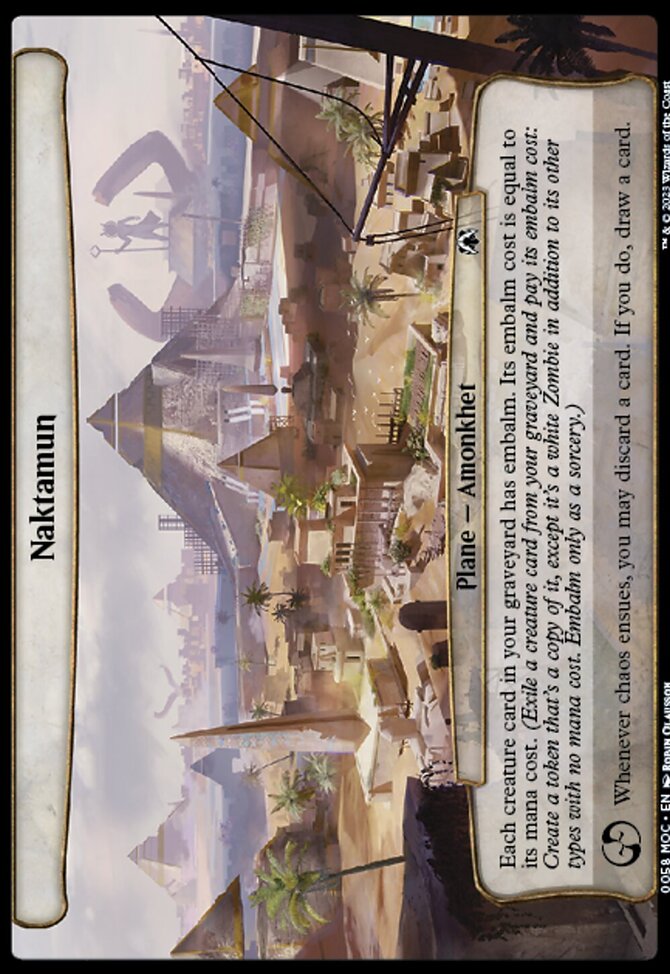 Naktamun
Plane — Amonkhet
Each creature card in your graveyard has embalm. Its embalm cost is equal to
its mana cost. (Exile a creature card from your graveyard and pay its embalm cost:
Create a token that's a copy of it, except it's a white Zombie in addition to its other
types with no mana cost. Embalm only as a sorcery.)
Whenever chaos ensues, you may discard a card. If you do, draw a card.
0058 MOC • EN Robin Olausson
™ & © 2023 Wizards of the Coast